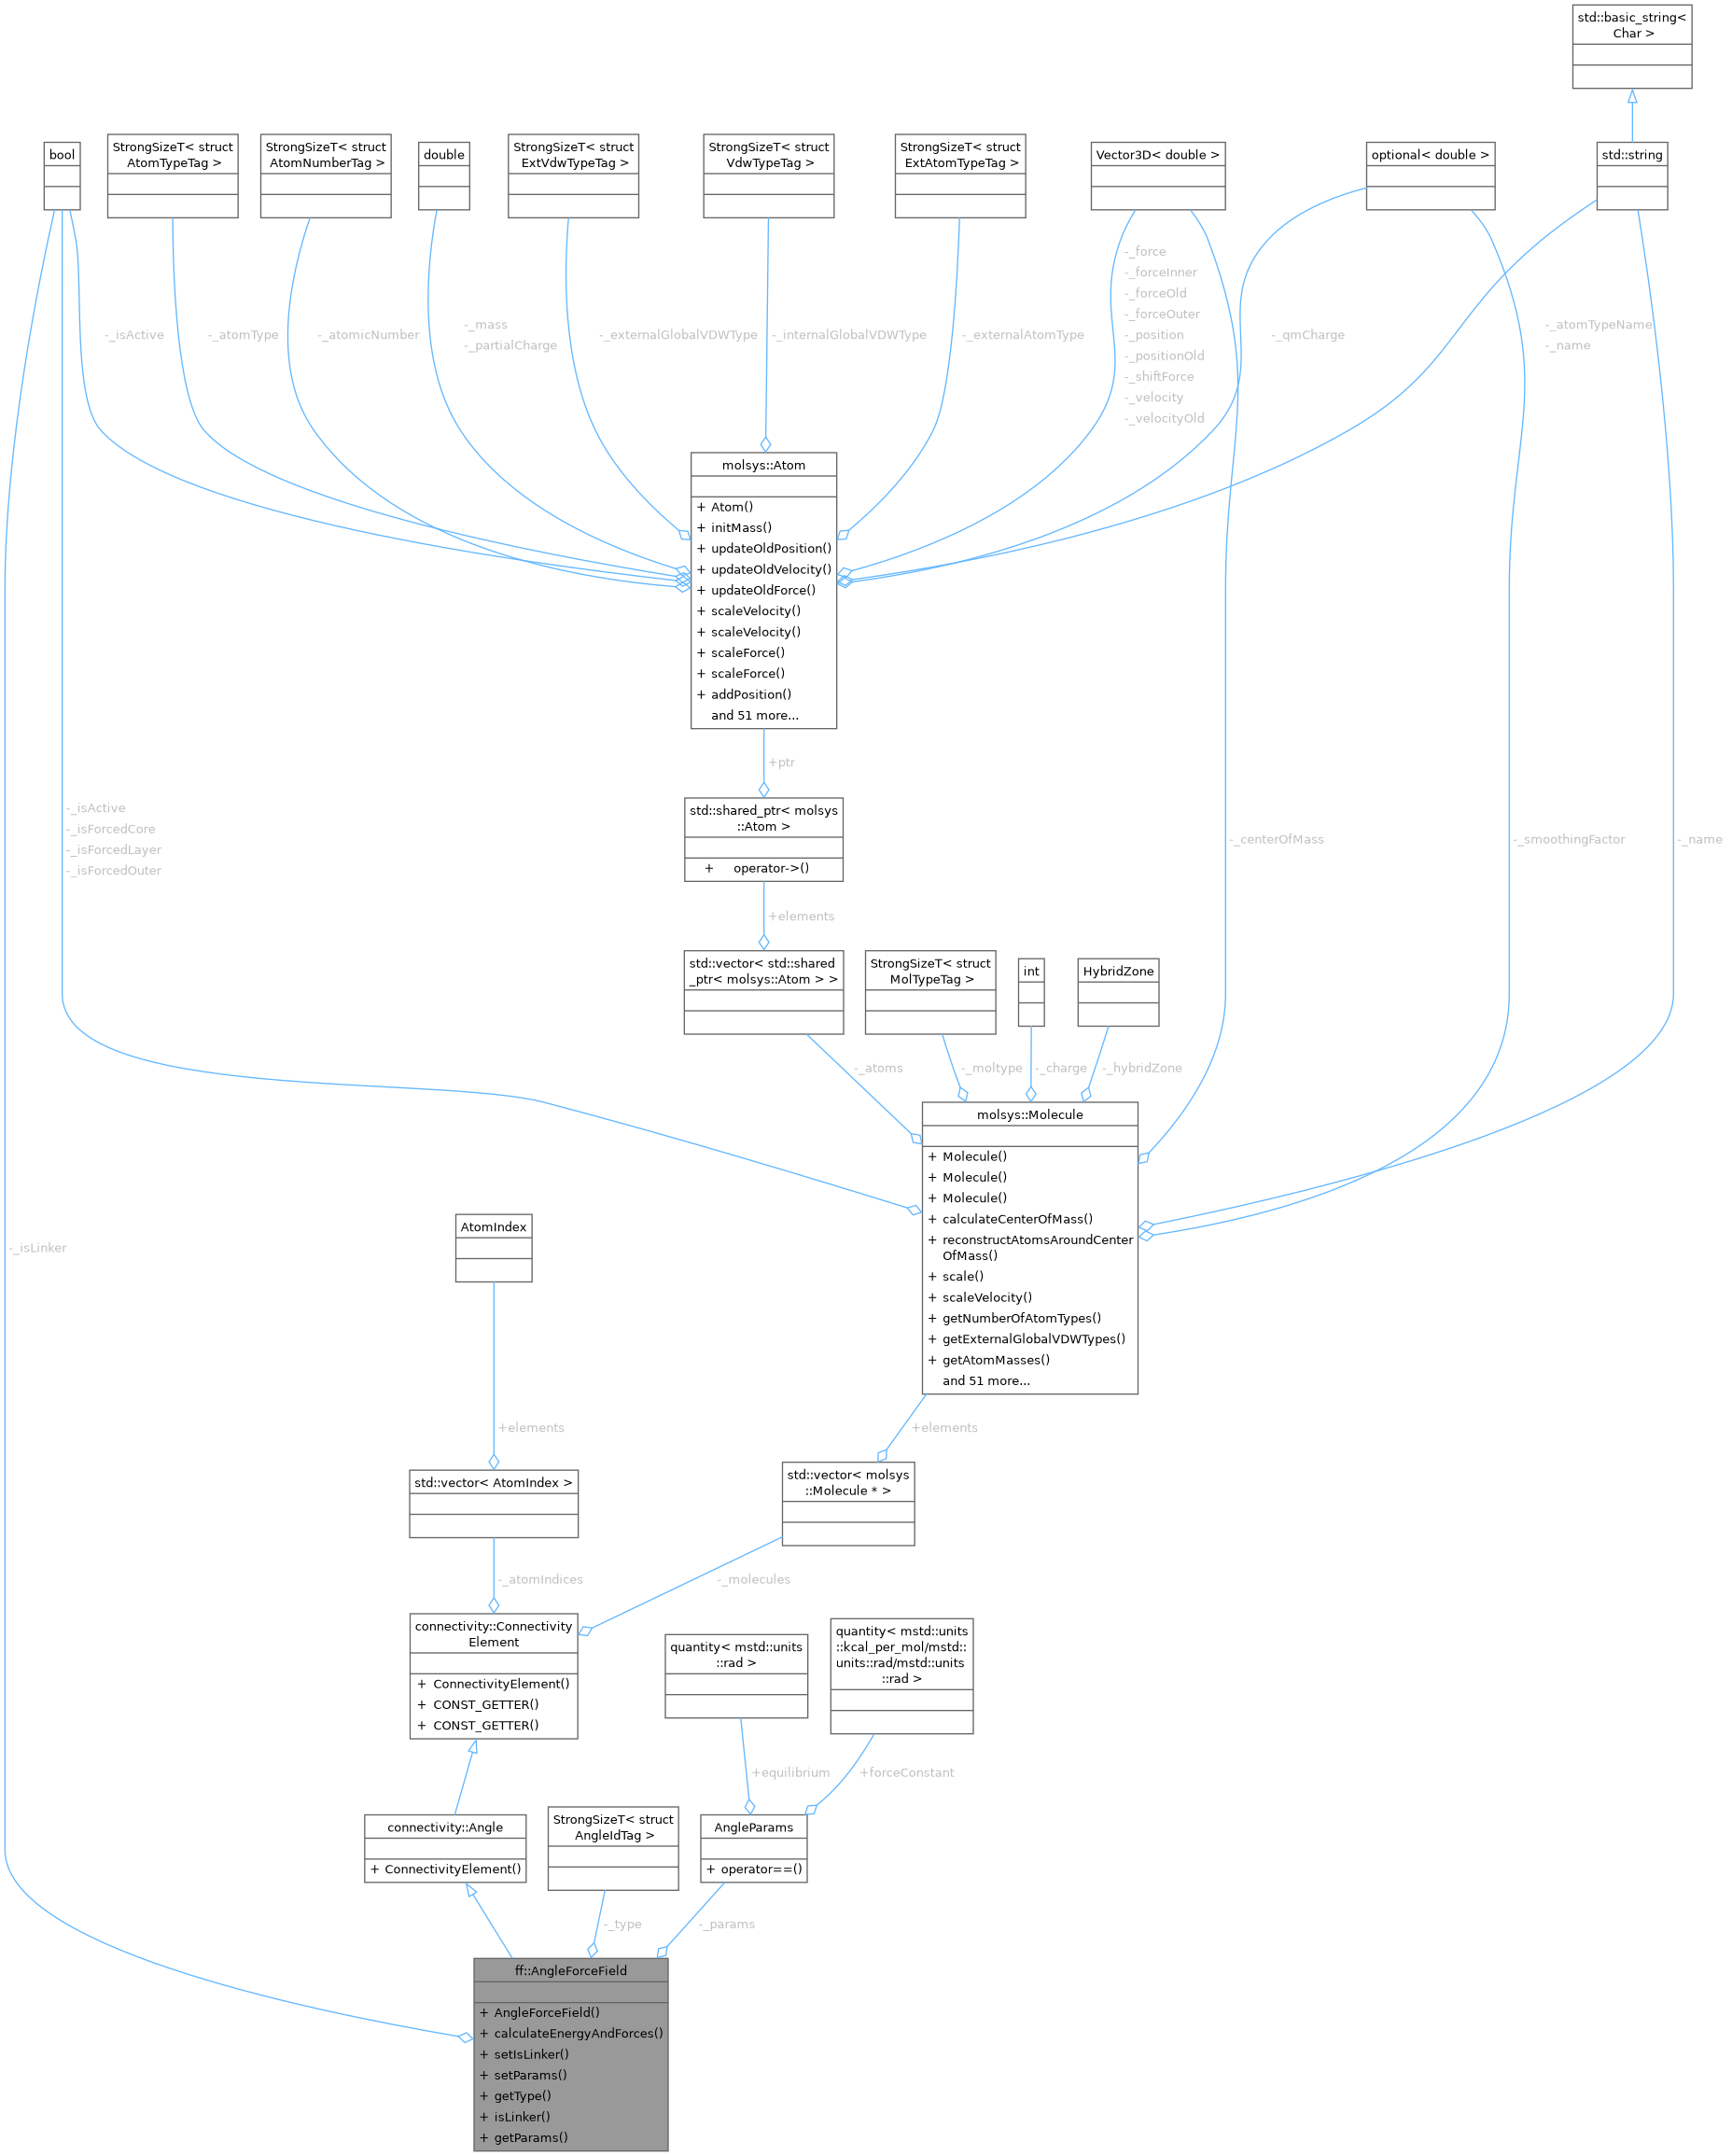 std::basic_string<
Char >
bool
StrongSizeT< struct
AtomTypeTag >
StrongSizeT< struct
AtomNumberTag >
double
StrongSizeT< struct
ExtVdwTypeTag >
StrongSizeT< struct
VdwTypeTag >
StrongSizeT< struct
ExtAtomTypeTag >
Vector3D< double >
optional< double >
std::string
-_isActive
-_atomType
-_atomicNumber
-_mass
-_partialCharge
-_externalGlobalVDWType
-_internalGlobalVDWType
-_externalAtomType
-_force
-_forceInner
-_forceOld
-_forceOuter
-_position
-_positionOld
-_shiftForce
-_velocity
-_velocityOld
-_qmCharge
-_atomTypeName
-_name
molsys::Atom
+ Atom()
+ initMass()
+ updateOldPosition()
+ updateOldVelocity()
+ updateOldForce()
+ scaleVelocity()
+ scaleVelocity()
+ scaleForce()
+ scaleForce()
+ addPosition()
and 51 more...
+ptr
-_isActive
-_isForcedCore
-_isForcedLayer
-_isForcedOuter
std::shared_ptr< molsys
::Atom >
+ operator->()
-_centerOfMass
-_smoothingFactor
-_name
+elements
std::vector< std::shared
_ptr< molsys::Atom > >
StrongSizeT< struct
MolTypeTag >
int
HybridZone
-_atoms
-_moltype
-_charge
-_hybridZone
molsys::Molecule
+ Molecule()
+ Molecule()
+ Molecule()
+ calculateCenterOfMass()
+ reconstructAtomsAroundCenter
OfMass()
+ scale()
+ scaleVelocity()
+ getNumberOfAtomTypes()
+ getExternalGlobalVDWTypes()
+ getAtomMasses()
and 51 more...
AtomIndex
-_isLinker
+elements
+elements
std::vector< AtomIndex >
std::vector< molsys
::Molecule * >
-_atomIndices
-_molecules
connectivity::Connectivity
Element
+ ConnectivityElement()
+ CONST_GETTER()
+ CONST_GETTER()
quantity< mstd::units
::rad >
quantity< mstd::units
::kcal_per_mol/mstd::
units::rad/mstd::units
::rad >
+equilibrium
+forceConstant
connectivity::Angle
+ ConnectivityElement()
StrongSizeT< struct
AngleIdTag >
AngleParams
+ operator==()
-_type
-_params
ff::AngleForceField
+ AngleForceField()
+ calculateEnergyAndForces()
+ setIsLinker()
+ setParams()
+ getType()
+ isLinker()
+ getParams()